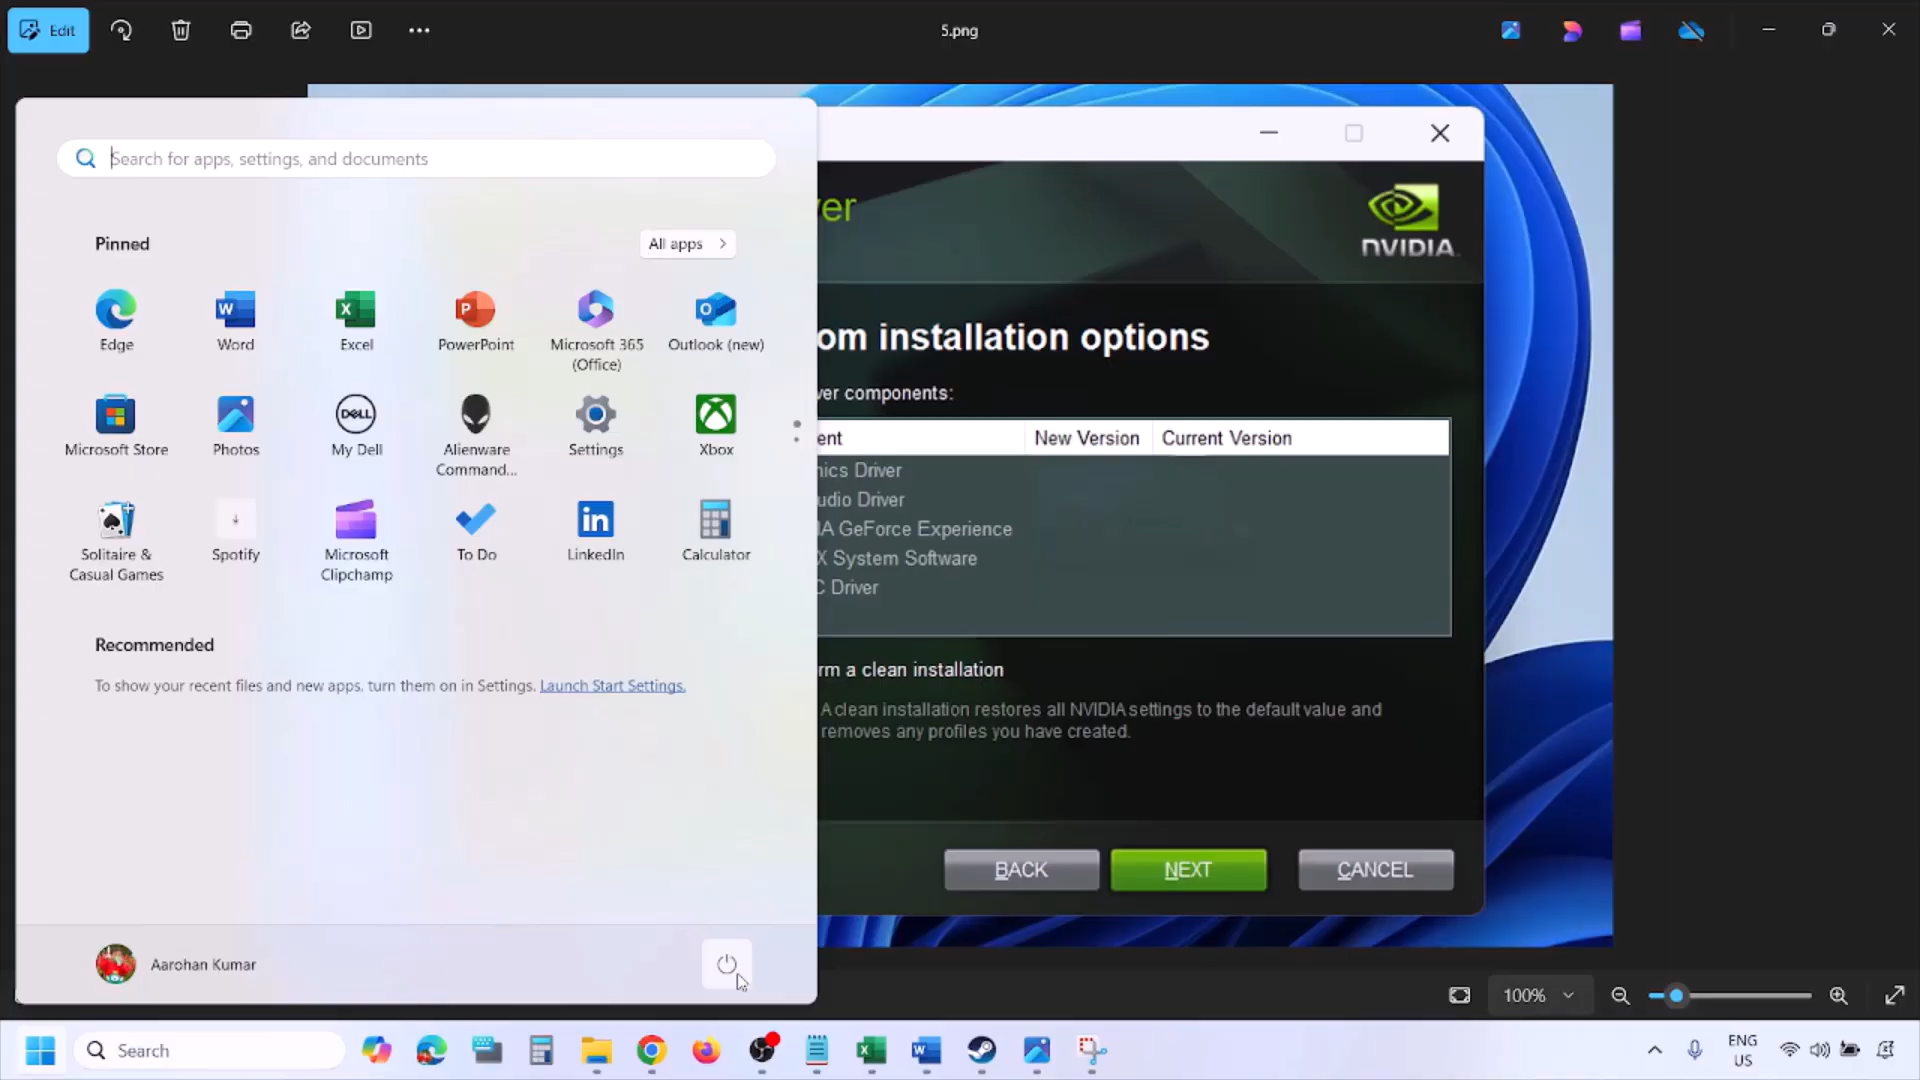 Edit
5.png
Search for apps, settings, and documents
Pinned
All apps
Edge
Word
Excel
PowerPoint
Microsoft 365
(Office)
Outlook (new)
Microsoft Store
Photos
DELL
My Dell
Alienware
Command...
Settings
Xbox
Solitaire &
Casual Games
Spotify
Microsoft
Clipchamp
To Do
LinkedIn
Calculator
Recommended
To show your recent files and new apps, turn them on in Settings. Launch Start Settings.
Aarohan Kumar
ver
NVIDIA
om installation options
ver components:
ent New Version Current Version
hics Driver
udio Driver
IA GeForce Experience
X System Software
C Driver
rm a clean installation
A clean installation restores all NVIDIA settings to the default value and
removes any profiles you have created.
BACK
NEXT
CANCEL
100%
Search
ENG
US